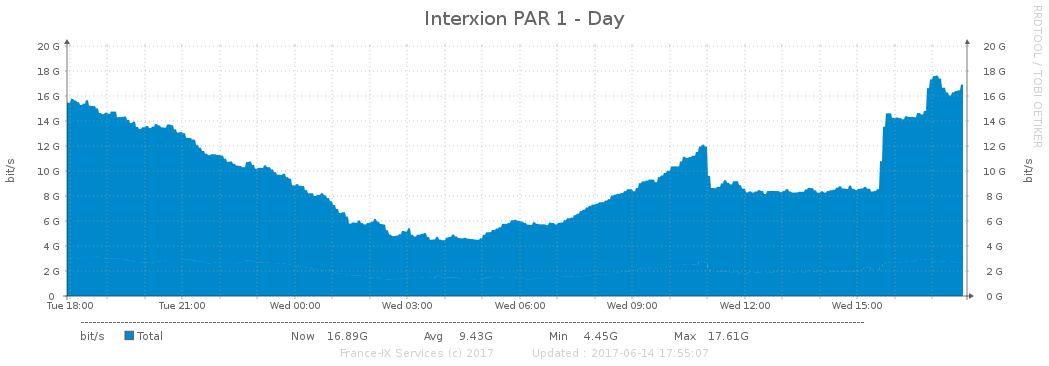 Interxion PAR 1 - Day
RRDTOOL / TOBI OETIKER
bit/s
bit/s
20 G 20 G
18 G 18 G
16 G 16 G
14 G 14 G
12 G 12 G
10 G 10 G
8 G 8 G
6 G 6 G
4 G 4 G
2 G 2 G
0 0 G
Tue 18:00 Tue 21:00 Wed 00:00 Wed 03:00 Wed 06:00 Wed 09:00 Wed 12:00 Wed 15:00
bit/s Total Now 16.89G Avg 9.43G Min 4.45G Max 17.61G
France-IX Services (c) 2017 Updated : 2017-06-14 17:55:07